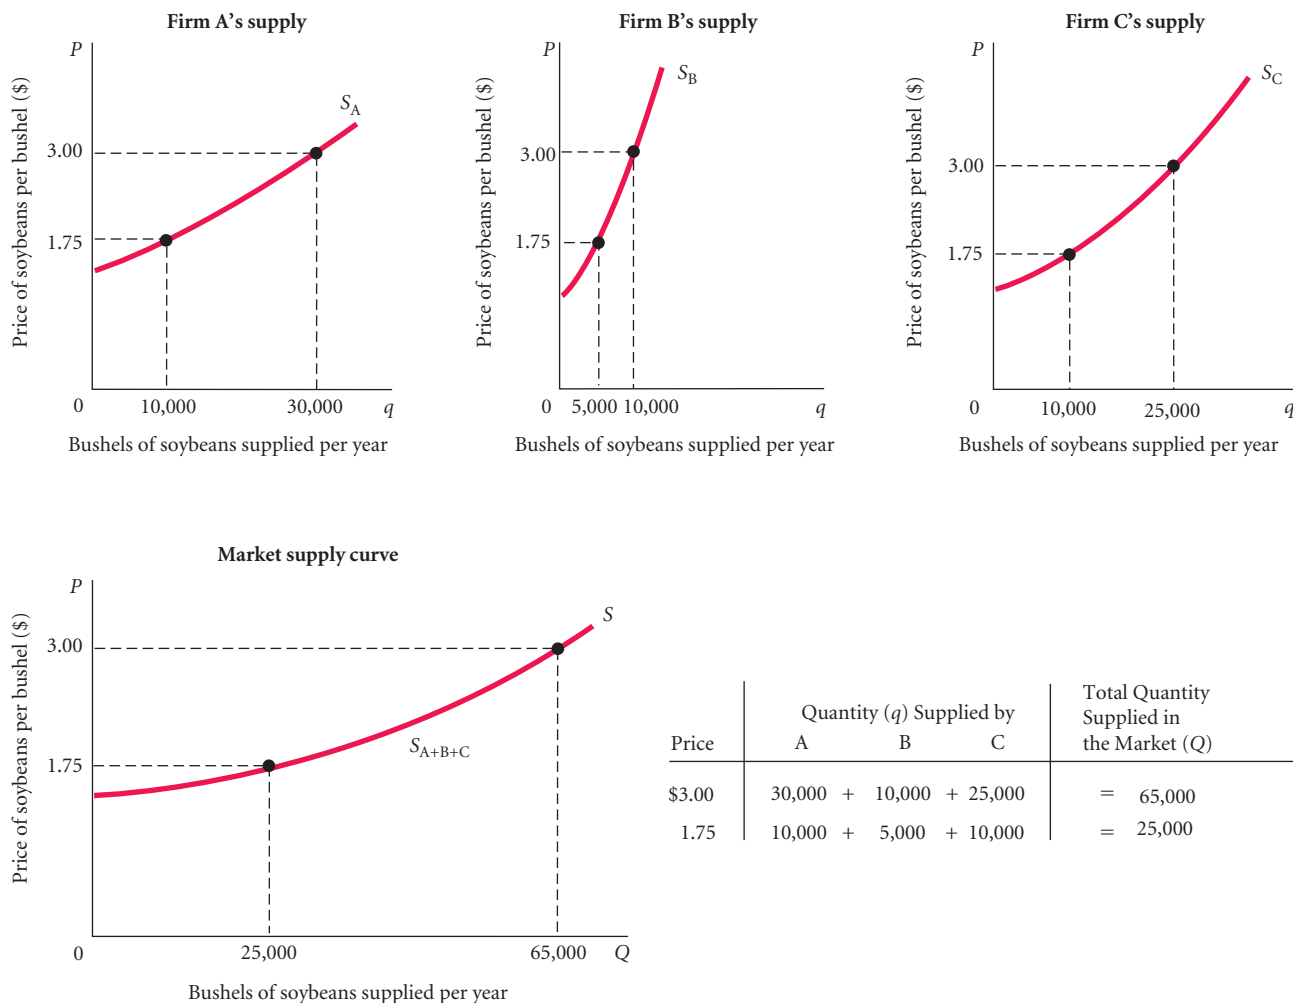 Firm A's supply
P
Price of soybeans per bushel ($)
S_A
3.00
1.75
0 10,000 30,000 q
Bushels of soybeans supplied per year
Firm B's supply
P
Price of soybeans per bushel ($)
S_B
3.00
1.75
0 5,000 10,000 q
Bushels of soybeans supplied per year
Firm C's supply
P
Price of soybeans per bushel ($)
S_C
3.00
1.75
0 10,000 25,000 q
Bushels of soybeans supplied per year
Market supply curve
P
Price of soybeans per bushel ($)
S
3.00
S_A+B+C
1.75
0 25,000 65,000 Q
Bushels of soybeans supplied per year
Total Quantity
Quantity (q) Supplied by Supplied in
Price A B C the Market (Q)
$3.00 30,000 + 10,000 + 25,000 = 65,000
1.75 10,000 + 5,000 + 10,000 = 25,000